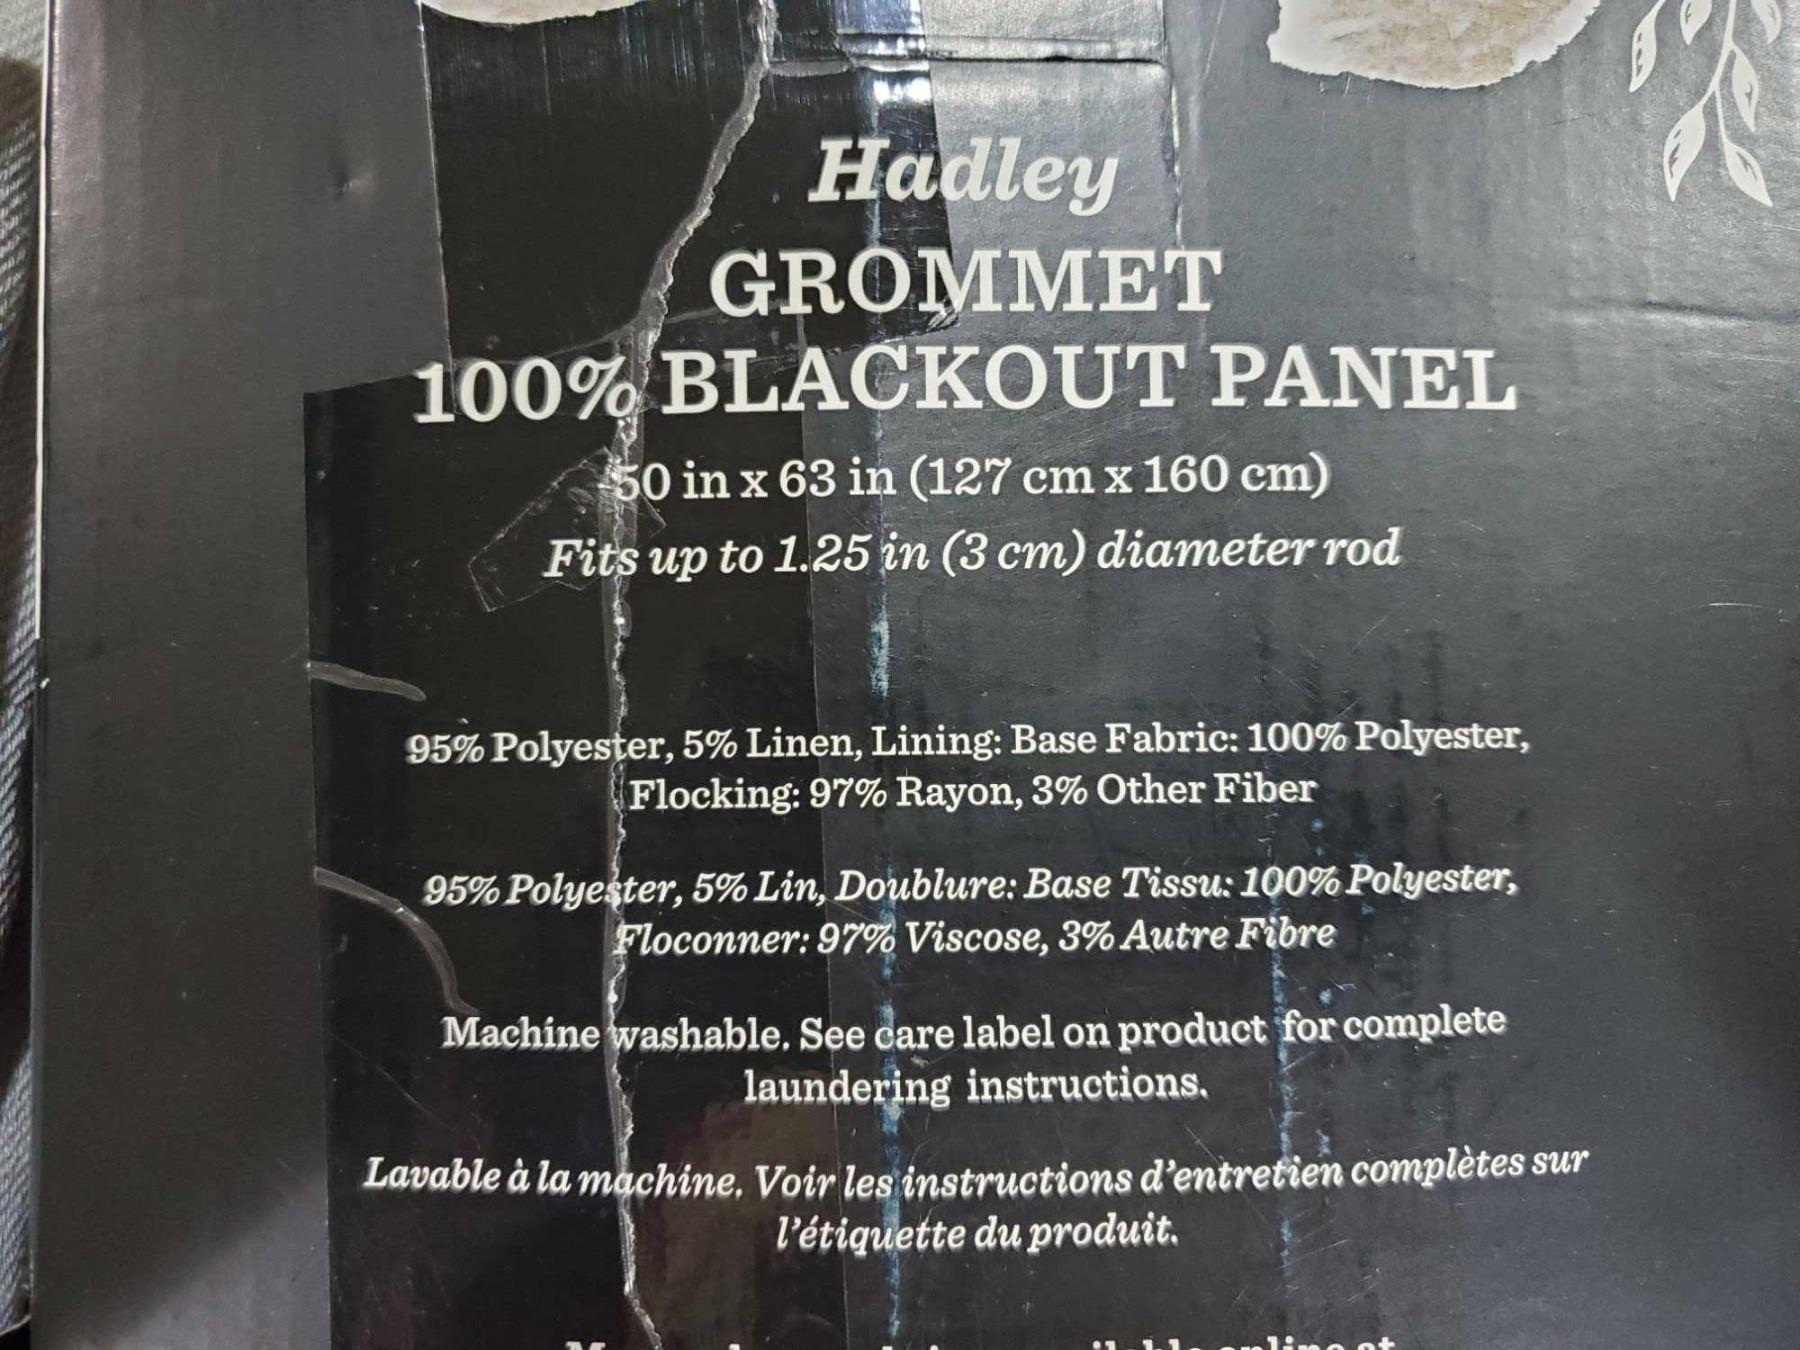 Hadley
GROMMET
100% BLACKOUT PANEL
50 in x 63 in (127 cm x 160 cm)
Fits up to 1.25 in (3 cm) diameter rod
95% Polyester, 5% Linen, Lining: Base Fabric: 100% Polyester,
Flocking: 97% Rayon, 3% Other Fiber
95% Polyester, 5% Lin, Doublure: Base Tissu: 100% Polyester,
Floconner: 97% Viscose, 3% Autre Fibre
Machine washable. See care label on product for complete
laundering instructions.
Lavable à la machine. Voir les instructions d'entretien complètes sur
l'étiquette du produit.
online at